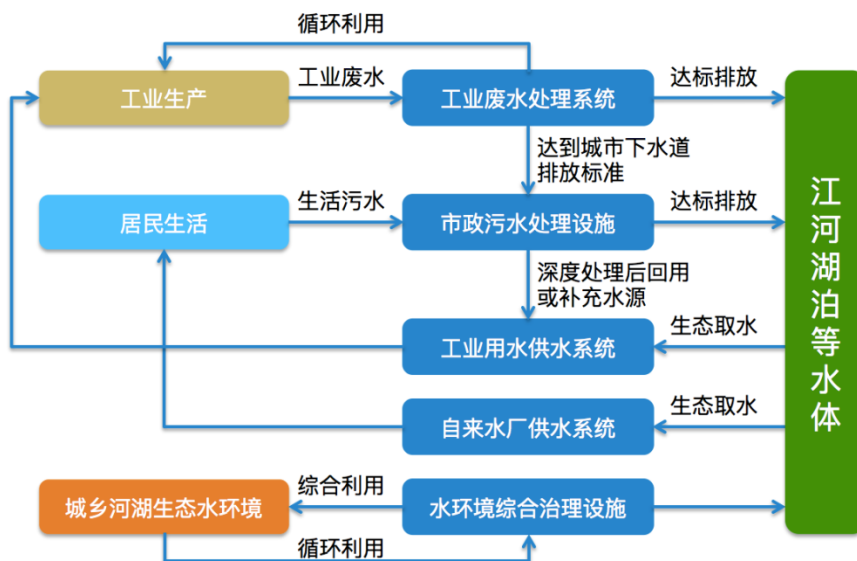 循环利用
工业生产
工业废水
工业废水处理系统
达标排放
达到城市下水道
排放标准
居民生活
生活污水
市政污水处理设施
达标排放
深度处理后回用
或补充水源
工业用水供水系统
生态取水
自来水厂供水系统
生态取水
城乡河湖生态水环境
综合利用
水环境综合治理设施
循环利用
江河湖泊等水体